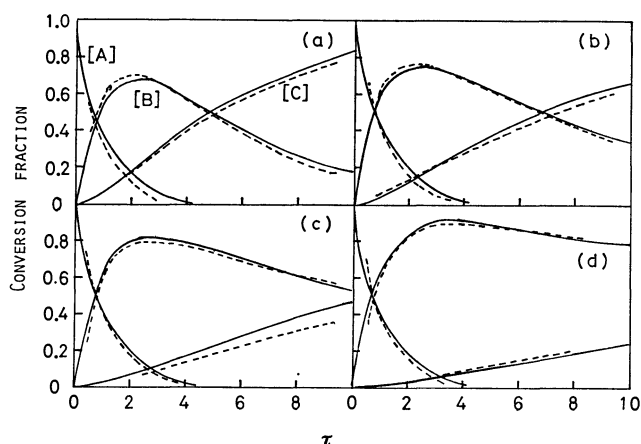 1.0
0.8
0.6
0.4
0.2
0
[A]
[B]
[C]
(a)
(b)
CONVERSION FRACTION
0.8
0.6
0.4
0.2
0
(c)
(d)
0 2 4 6 8 0 2 4 6 8 10
τ